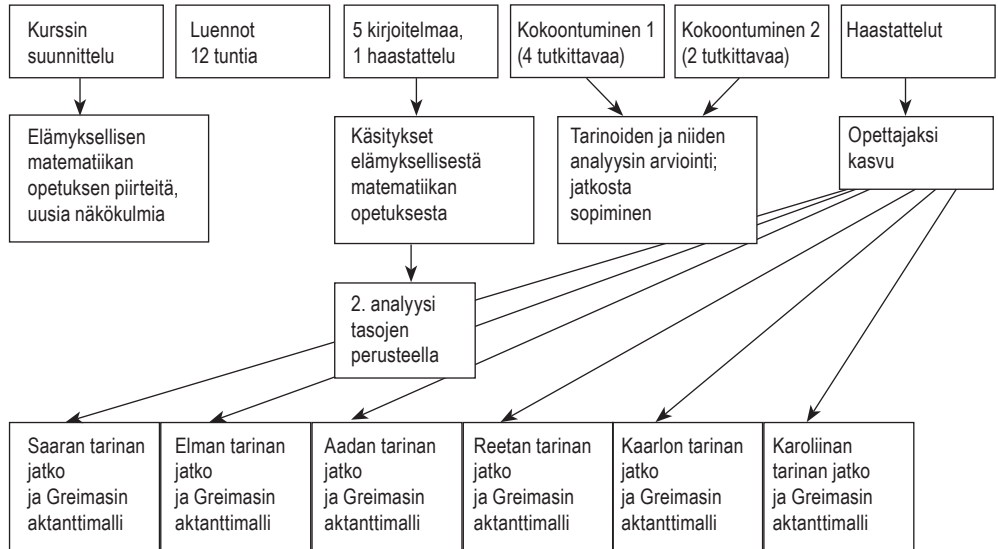 Kurssin
suunnittelu
Luennot
12 tuntia
5 kirjoitelmaa,
1 haastattelu
Kokoontuminen 1
(4 tutkittavaa)
Kokoontuminen 2
(2 tutkittavaa)
Haastattelut
Elämyksellisen
matematiikan
opetuksen piirteitä,
uusia näkökulmia
Käsitykset
elämyksellisestä
matematiikan
opetuksesta
Tarinoiden ja niiden
analyysin arviointi;
jatkosta
sopiminen
Opettajaksi
kasvu
2. analyysi
tasojen
perusteella
Saaran tarinan
jatko
ja Greimasin
aktanttimalli
Elman tarinan
jatko
ja Greimasin
aktanttimalli
Aadan tarinan
jatko
ja Greimasin
aktanttimalli
Reetan tarinan
jatko
ja Greimasin
aktanttimalli
Kaarlon tarinan
jatko
ja Greimasin
aktanttimalli
Karoliinan
tarinan jatko
ja Greimasin
aktanttimalli